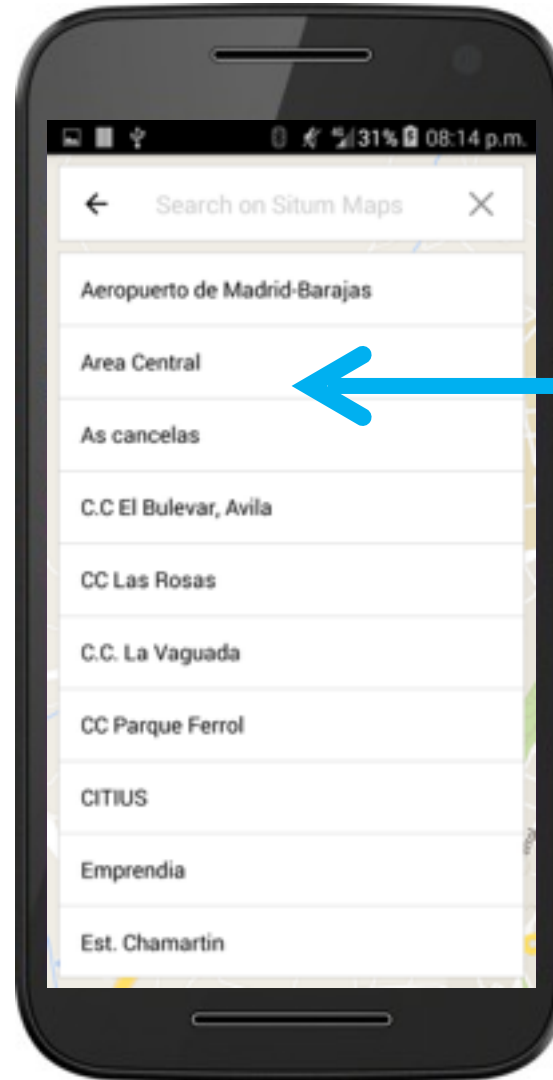 31% 08:14 p.m.
Search on Situm Maps
Aeropuerto de Madrid-Barajas
Area Central
As cancelas
C.C El Bulevar, Avila
CC Las Rosas
C.C. La Vaguada
CC Parque Ferrol
CITIUS
Emprendia
Est. Chamartin